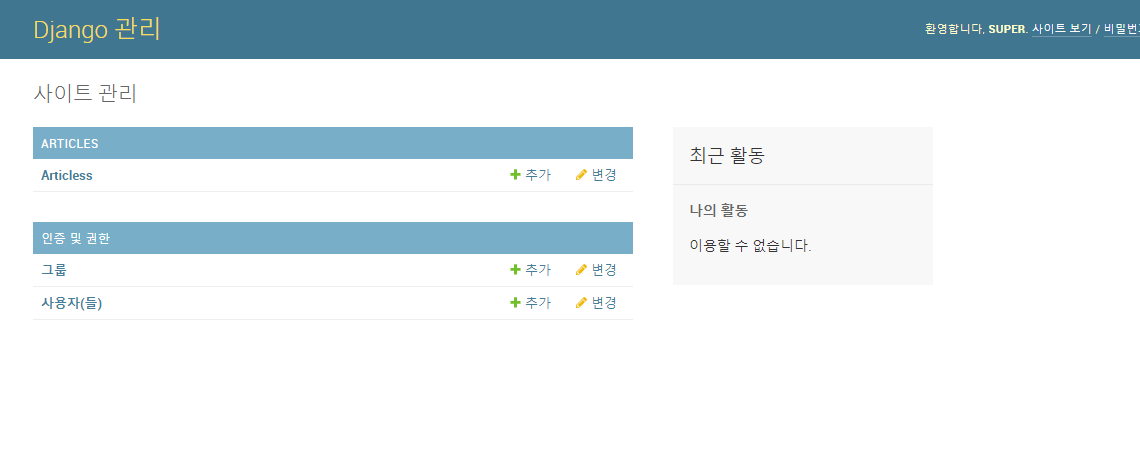 Django 관리
환영합니다, SUPER. 사이트 보기 / 비밀번
사이트 관리
ARTICLES
Articless 추가 변경
인증 및 권한
그룹 추가 변경
사용자(들) 추가 변경
최근 활동
나의 활동
이용할 수 없습니다.